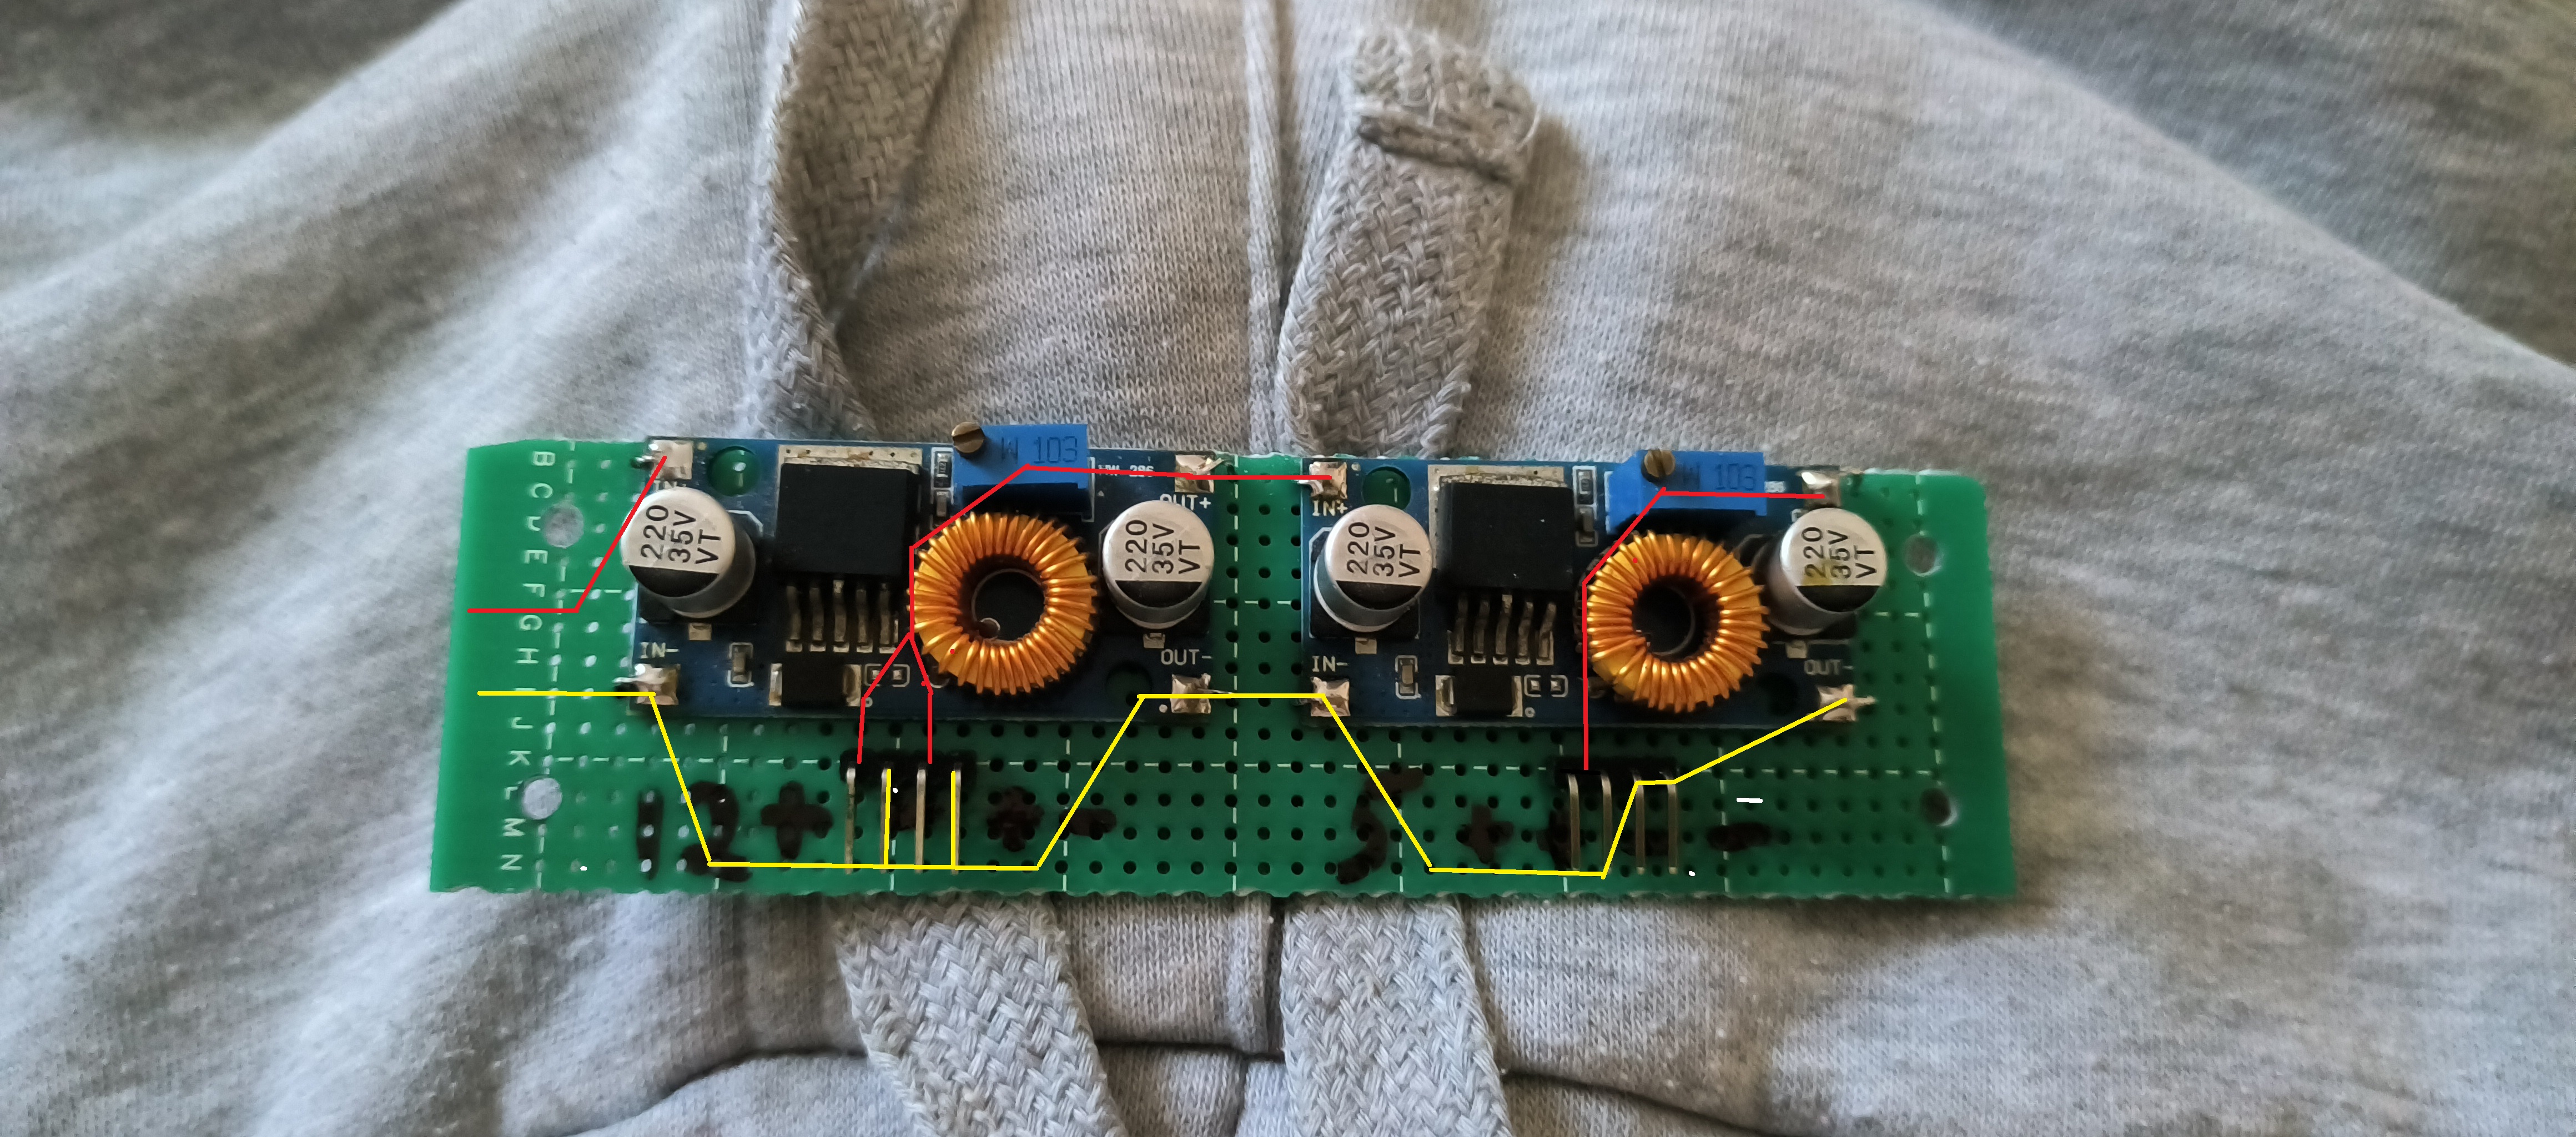 W 103
W 103
IN+
OUT+
IN+
220
35V
VT
220
35V
VT
220
35V
VT
220
35V
VT
B
C
D
E
F
G
H
I
J
K
L
M
N
IN-
OUT-
IN-
OUT-
12 + -
5 + -